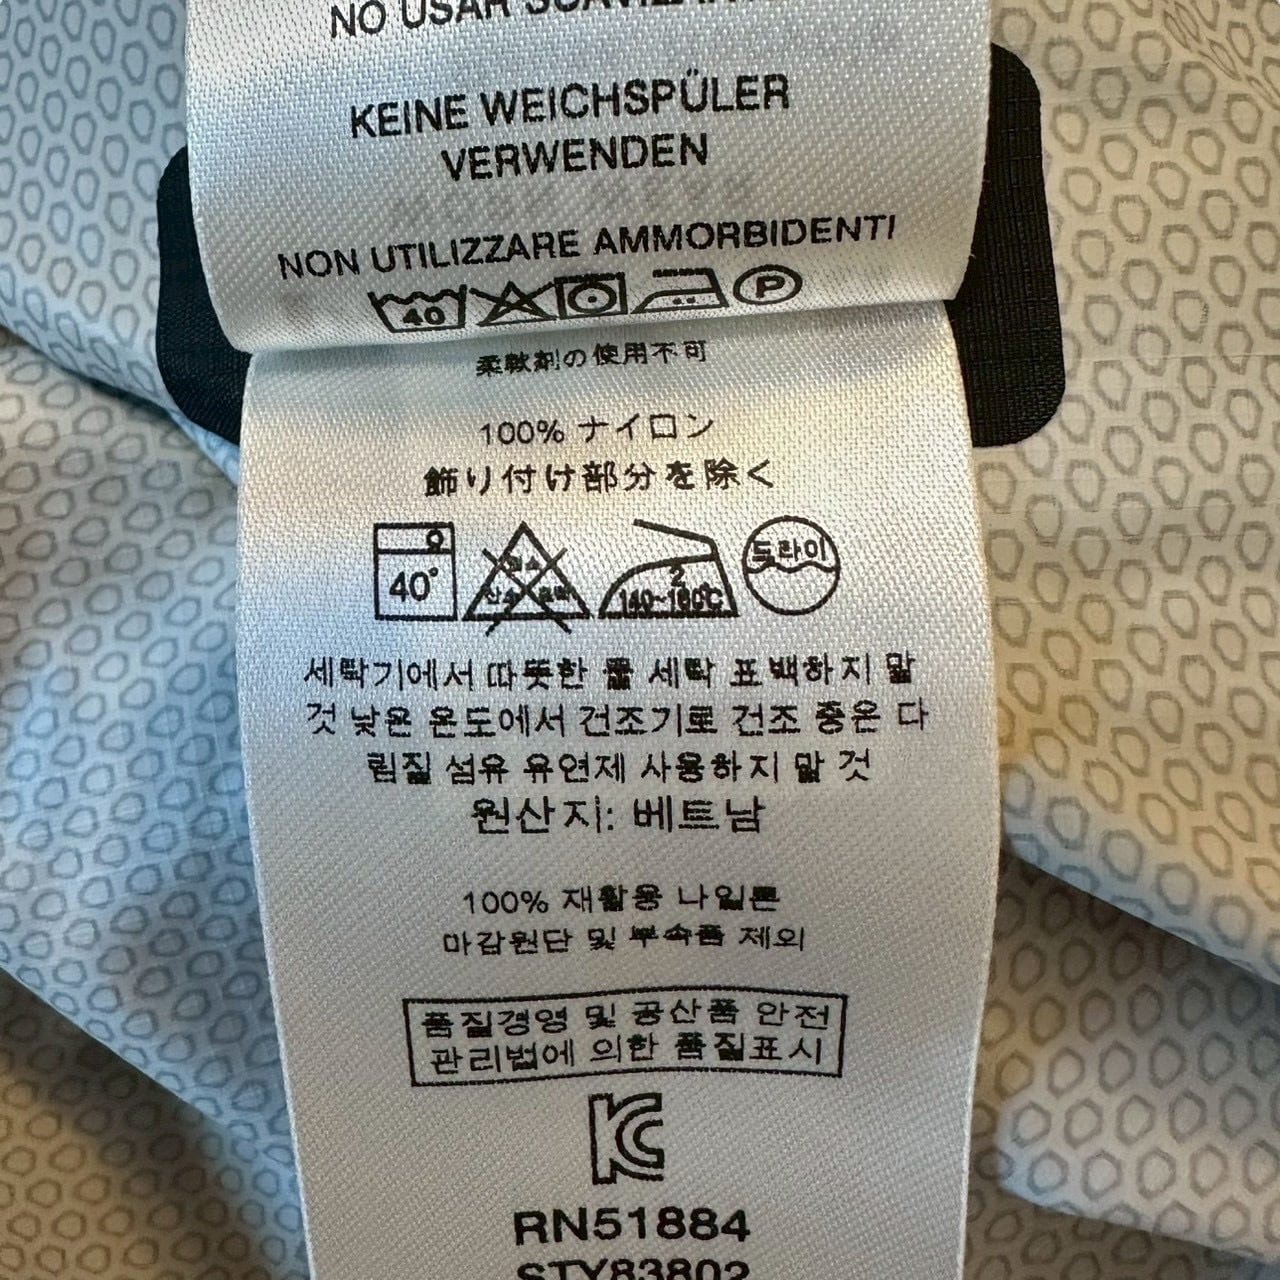 NO USAR SUAVIZANTE
KEINE WEICHSPÜLER
VERWENDEN
NON UTILIZZARE AMMORBIDENTI
40 P
柔軟剤の使用不可
100% ナイロン
飾り付け部分を除く
40° 2 140~160℃ 드라이
세탁기에서 따뜻한 물 세탁 표백하지 말
것 낮은 온도에서 건조기로 건조 중은 다
림질 섬유 유연제 사용하지 말 것
원산지: 베트남
100% 재활용 나일론
마감원단 및 부속품 제외
품질경영 및 공산품 안전
관리법에 의한 품질표시
KC
RN51884
STY83802